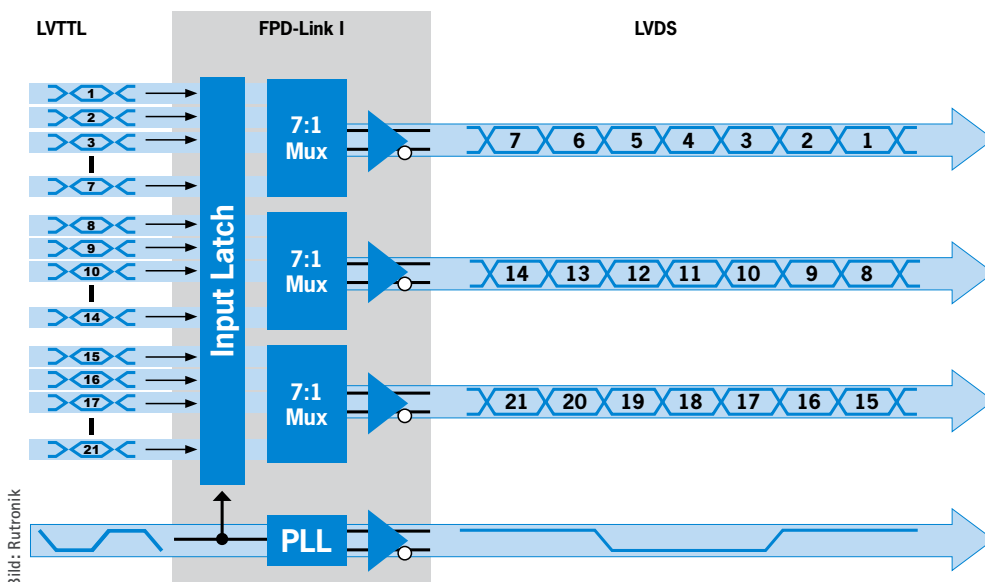 LVTTL FPD-Link I LVDS
1
2
3
7
7:1
Mux
7 6 5 4 3 2 1
8
9
10
14
Input Latch
7:1
Mux
14 13 12 11 10 9 8
15
16
17
21
7:1
Mux
21 20 19 18 17 16 15
PLL
Bild: Rutronik